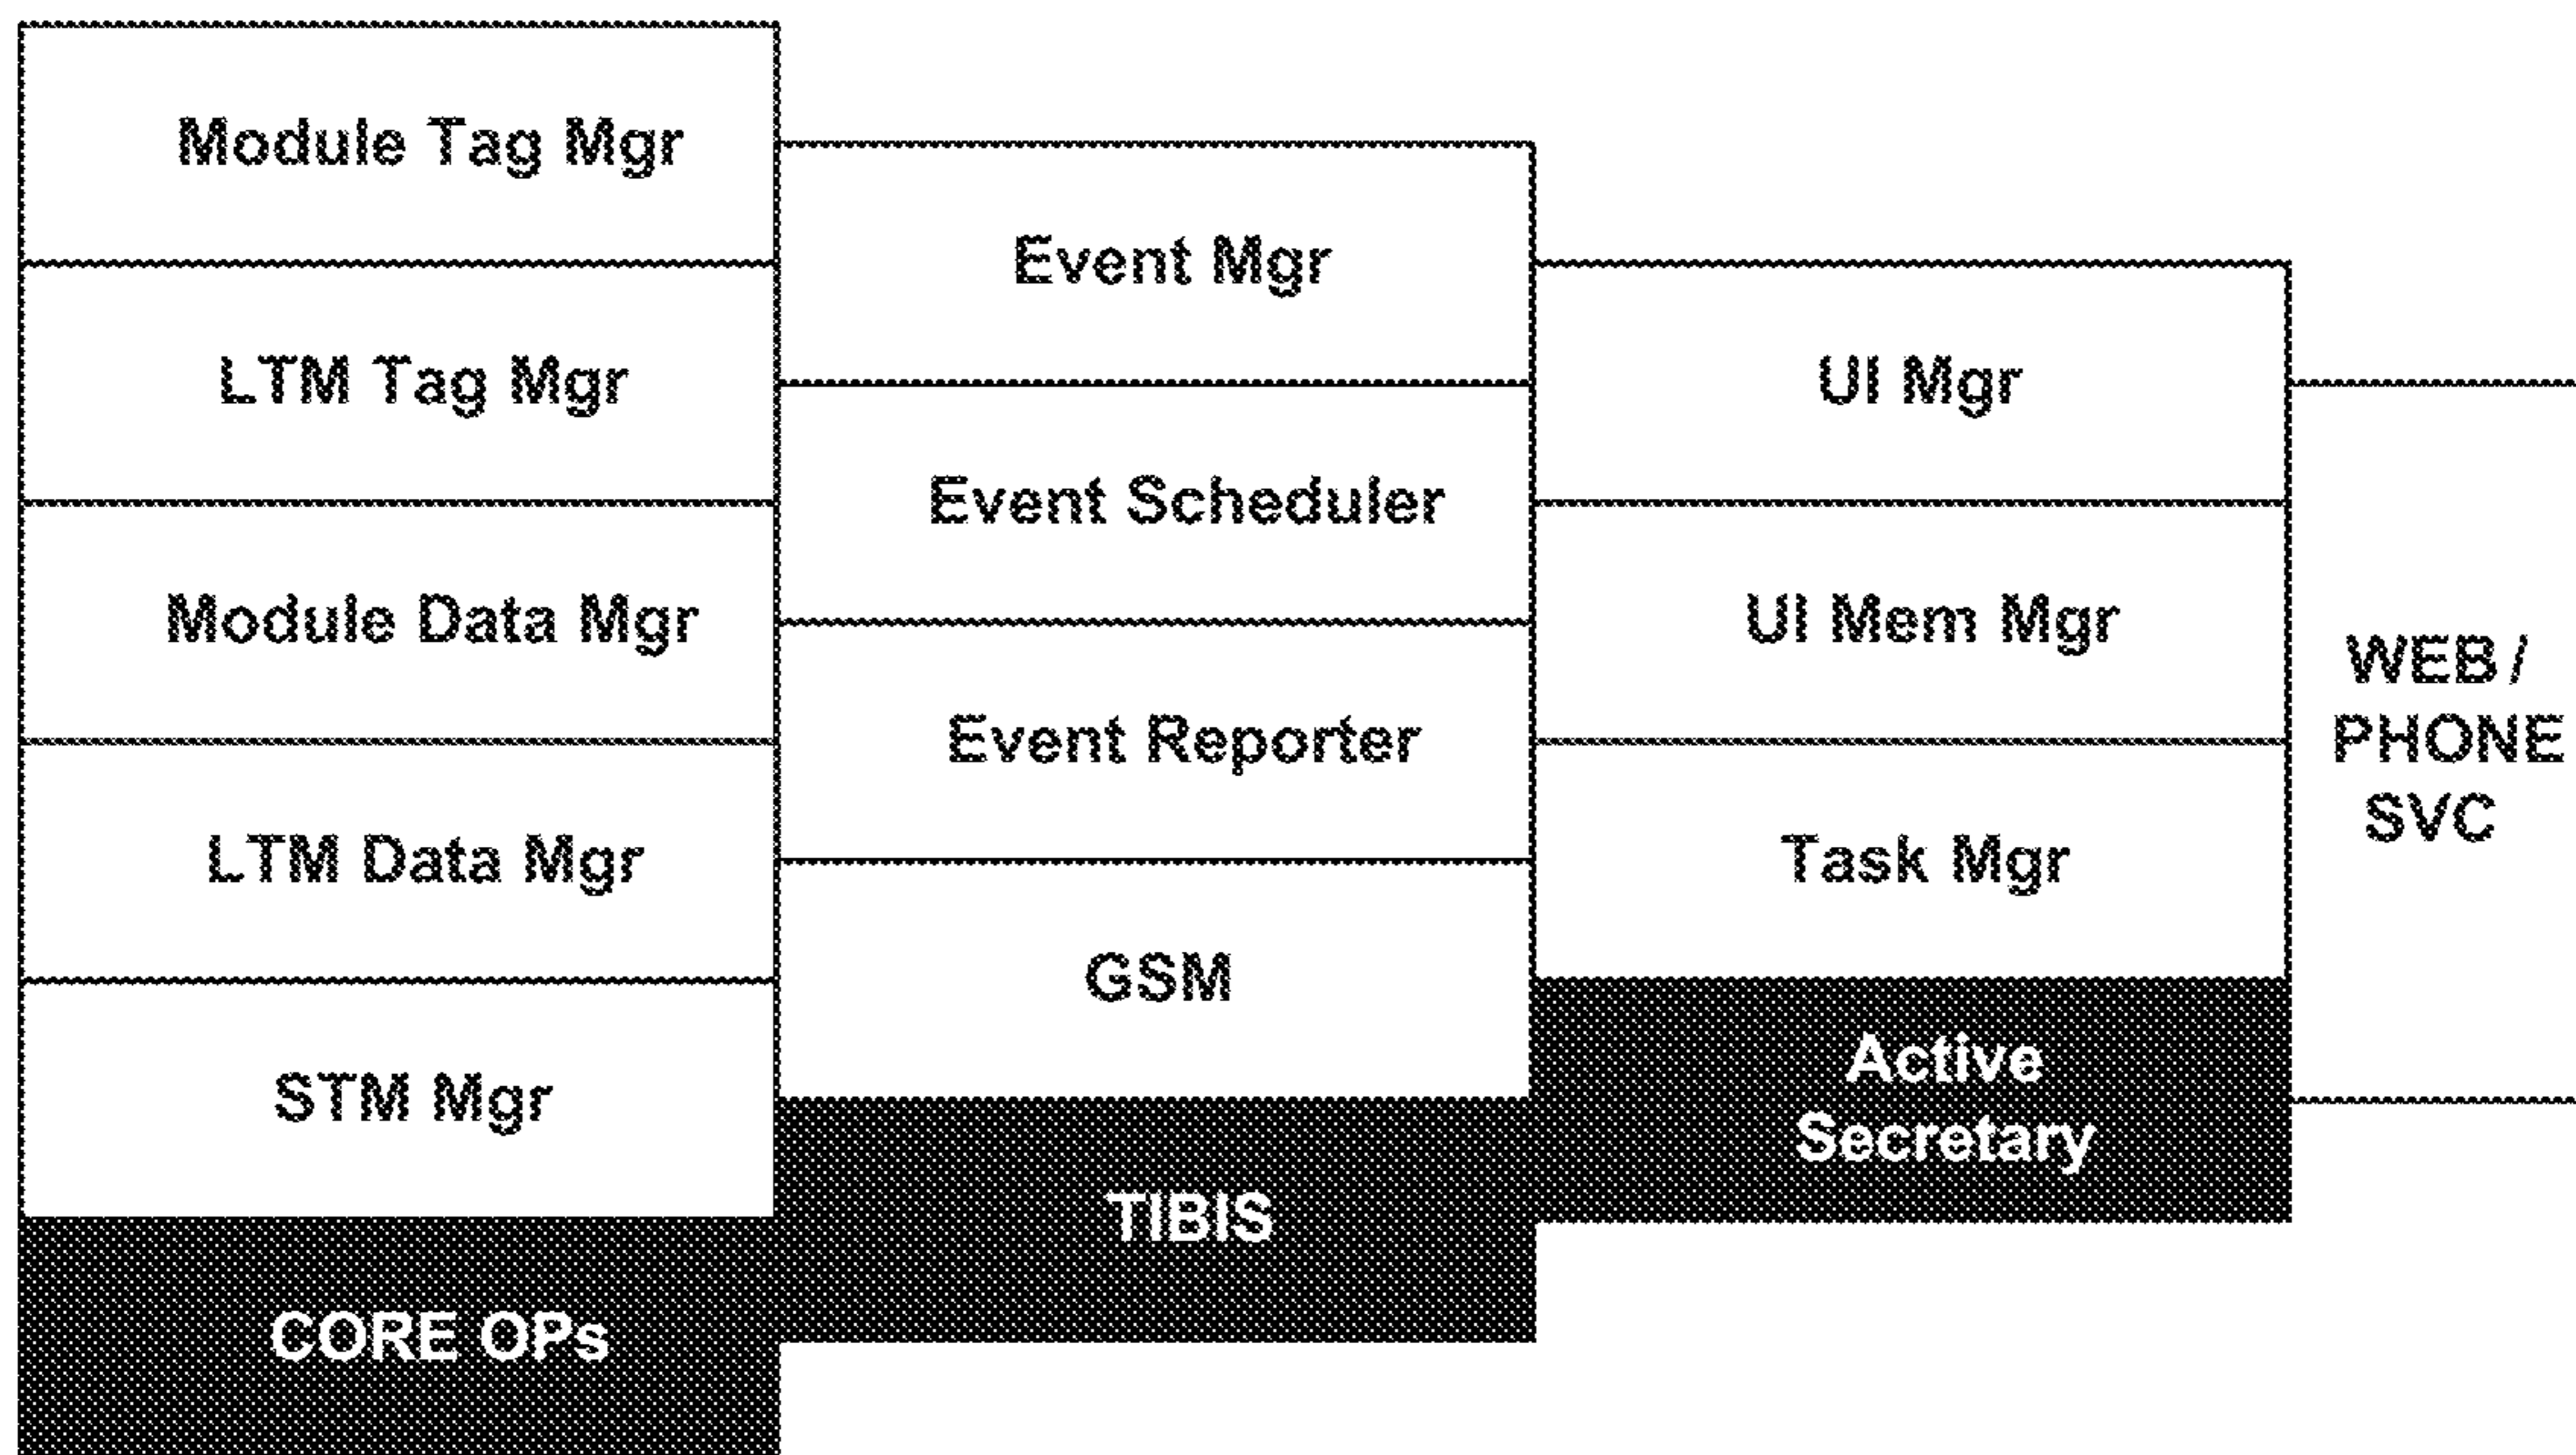 Module Tag Mgr
LTM Tag Mgr
Module Data Mgr
LTM Data Mgr
STM Mgr
CORE OPs
Event Mgr
Event Scheduler
Event Reporter
GSM
TIBIS
UI Mgr
UI Mem Mgr
Task Mgr
Active
Secretary
WEB /
PHONE
SVC